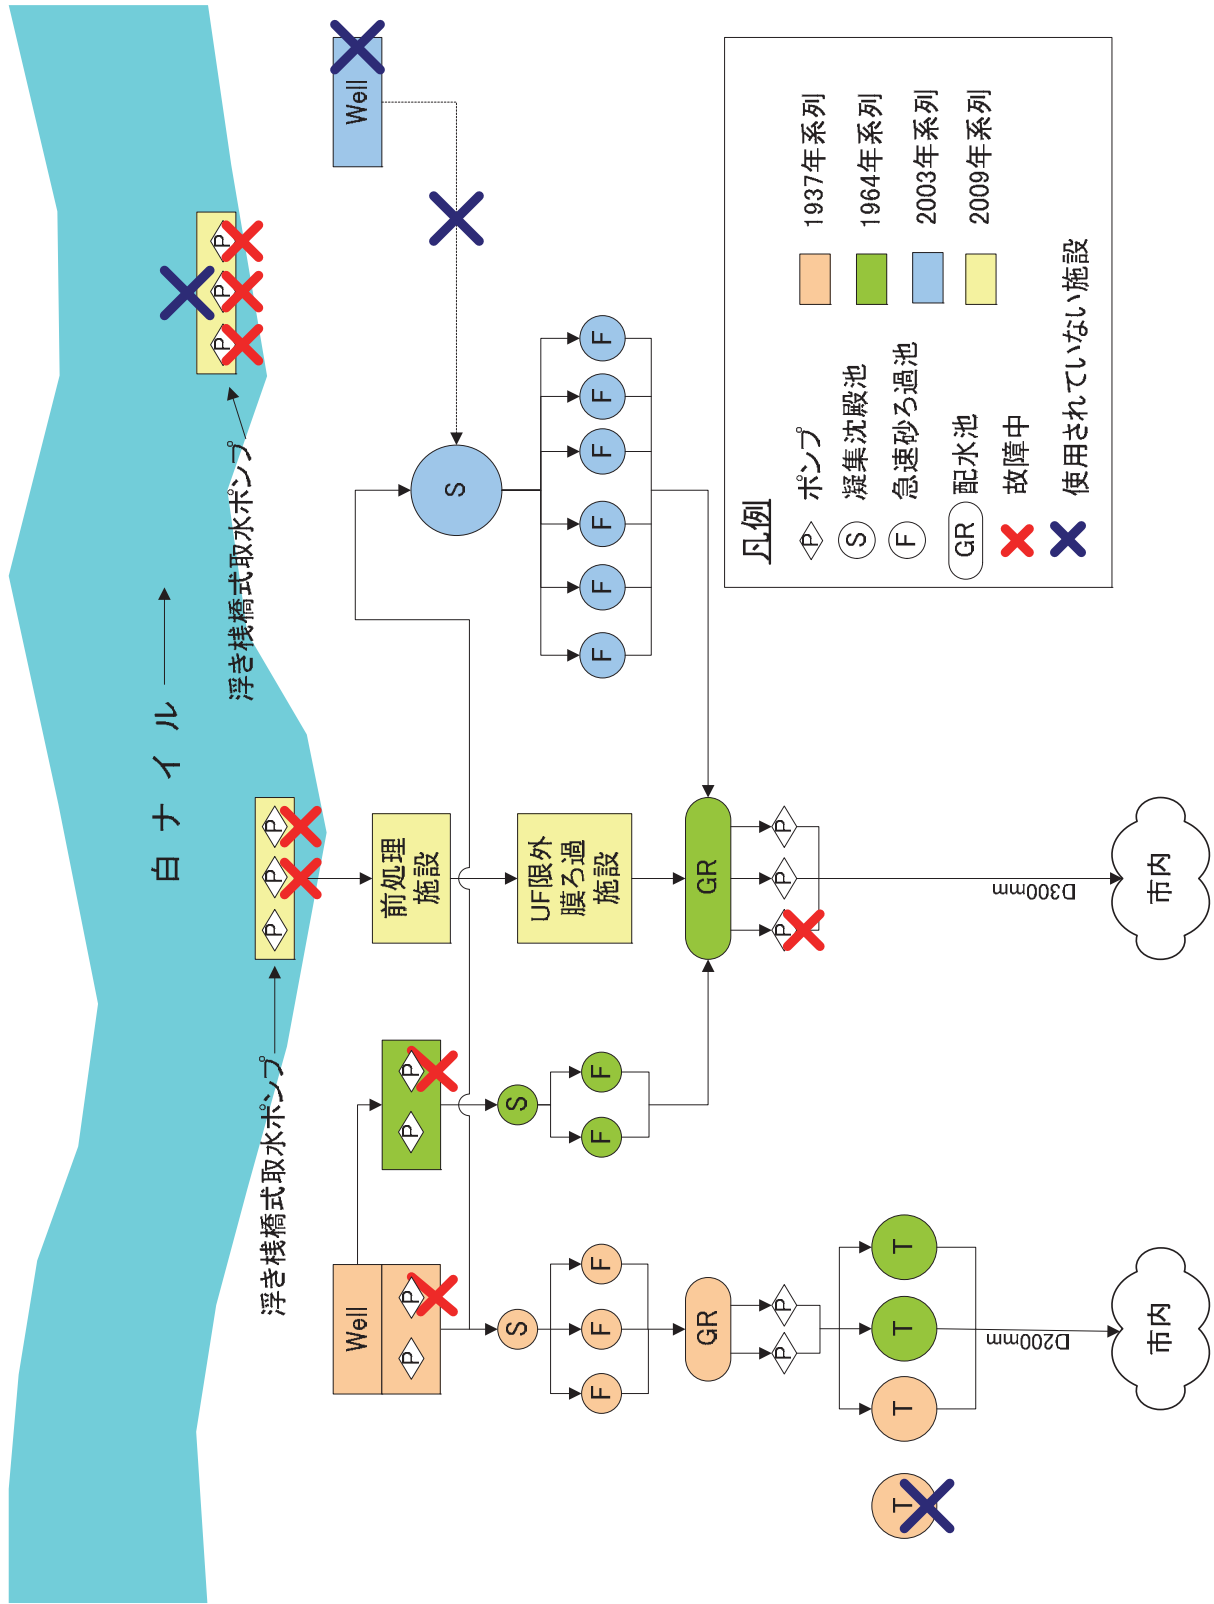 白ナイル
浮き桟橋式取水ポンプ
P
P
P
浮き桟橋式取水ポンプ
P
P
P
Well
P
P
P
P
前処理
施設
Well
S
S
S
UF限外
膜ろ過
施設
F
F
F
F
F
F
F
F
F
F
F
GR
GR
P
P
P
P
P
T
T
T
T
D200mm
D300mm
市内
市内
凡例
P ポンプ
S 凝集沈殿池
F 急速砂ろ過池
GR 配水池
故障中
使用されていない施設
1937年系列
1964年系列
2003年系列
2009年系列